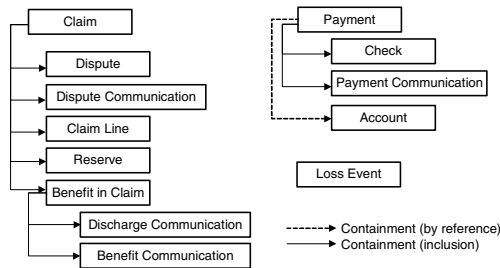 Claim
Dispute
Dispute Communication
Claim Line
Reserve
Benefit in Claim
Discharge Communication
Benefit Communication
Payment
Check
Payment Communication
Account
Loss Event
Containment (by reference)
Containment (inclusion)